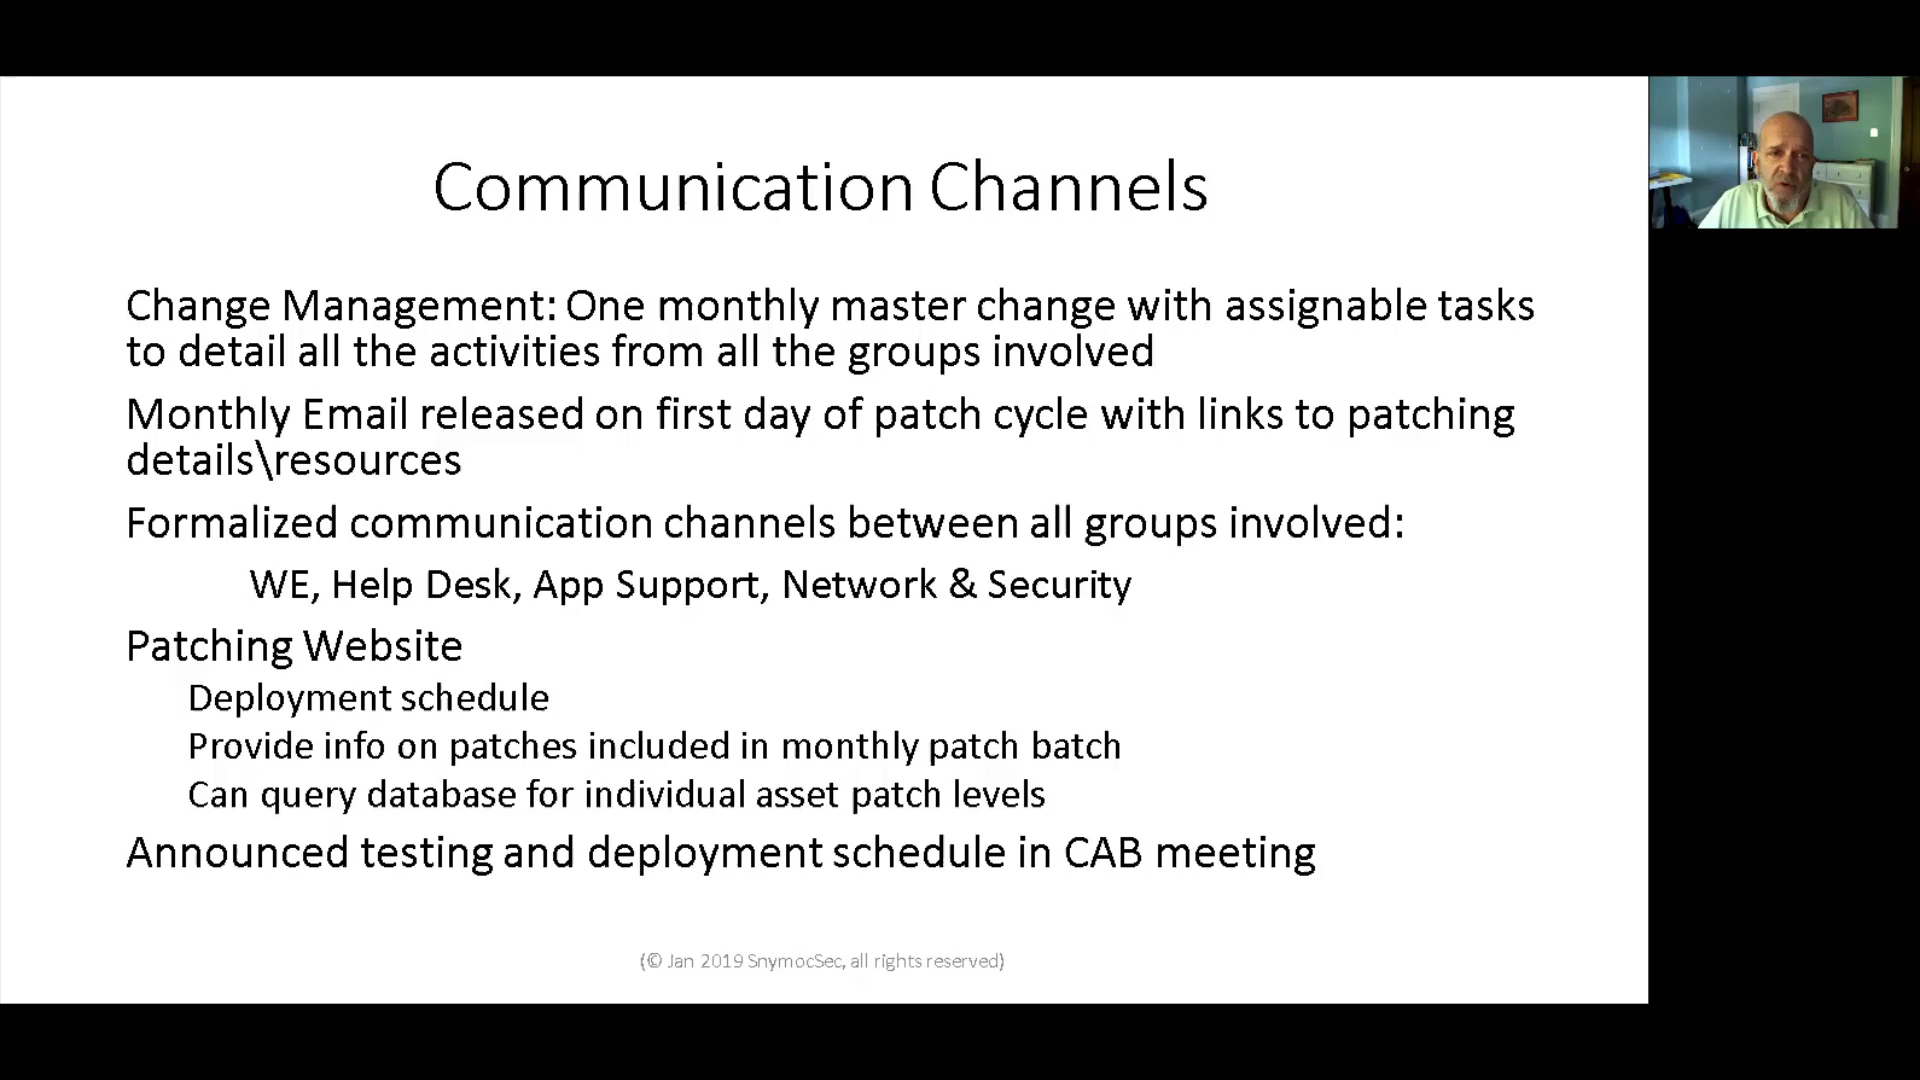 Communication Channels
Change Management: One monthly master change with assignable tasks
to detail all the activities from all the groups involved
Monthly Email released on first day of patch cycle with links to patching
details\resources
Formalized communication channels between all groups involved:
WE, Help Desk, App Support, Network & Security
Patching Website
Deployment schedule
Provide info on patches included in monthly patch batch
Can query database for individual asset patch levels
Announced testing and deployment schedule in CAB meeting
(© Jan 2019 SnymocSec, all rights reserved)